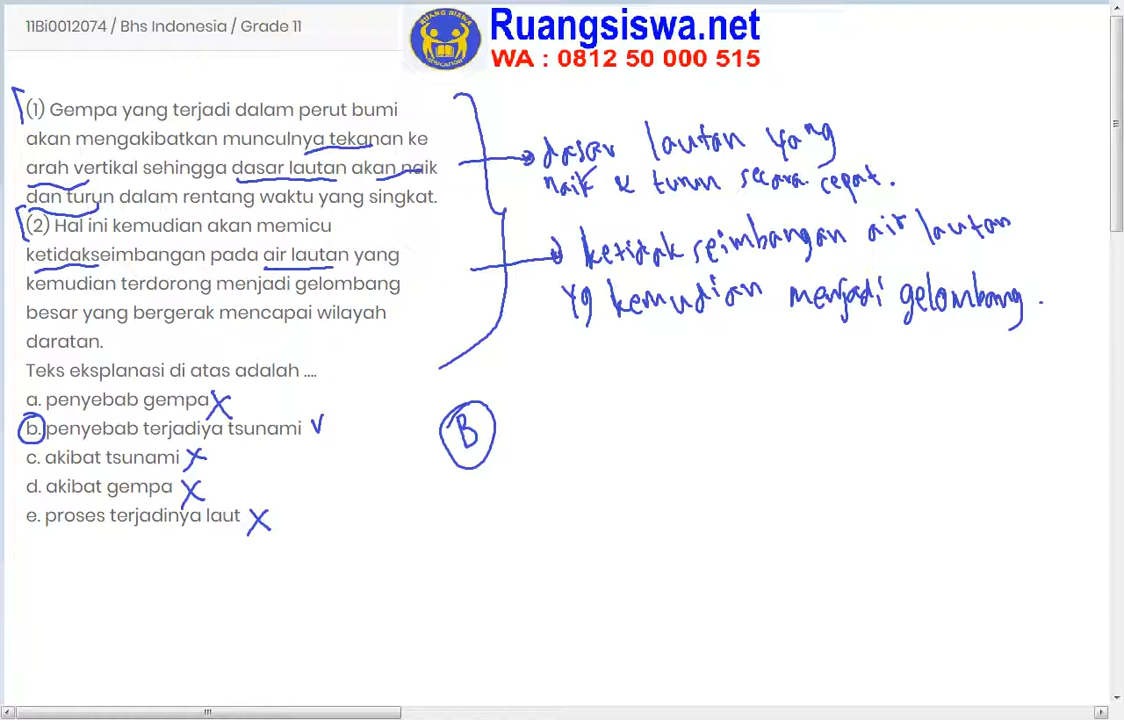 11Bi0012074 / Bhs Indonesia / Grade 11
RUANG SISWA
EDUCATION
Ruangsiswa.net
WA : 0812 50 000 515
(1) Gempa yang terjadi dalam perut bumi
akan mengakibatkan munculnya tekanan ke
arah vertikal sehingga dasar lautan akan naik
dan turun dalam rentang waktu yang singkat.
(2) Hal ini kemudian akan memicu
ketidakseimbangan pada air lautan yang
kemudian terdorong menjadi gelombang
besar yang bergerak mencapai wilayah
daratan.
Teks eksplanasi di atas adalah ....
a. penyebab gempa X
b. penyebab terjadiya tsunami v
c. akibat tsunami X
d. akibat gempa X
e. proses terjadinya laut X
dasar lautan yang
naik & turun secara cepat.
ketidak seimbangan air lautan
yg kemudian menjadi gelombang.
B